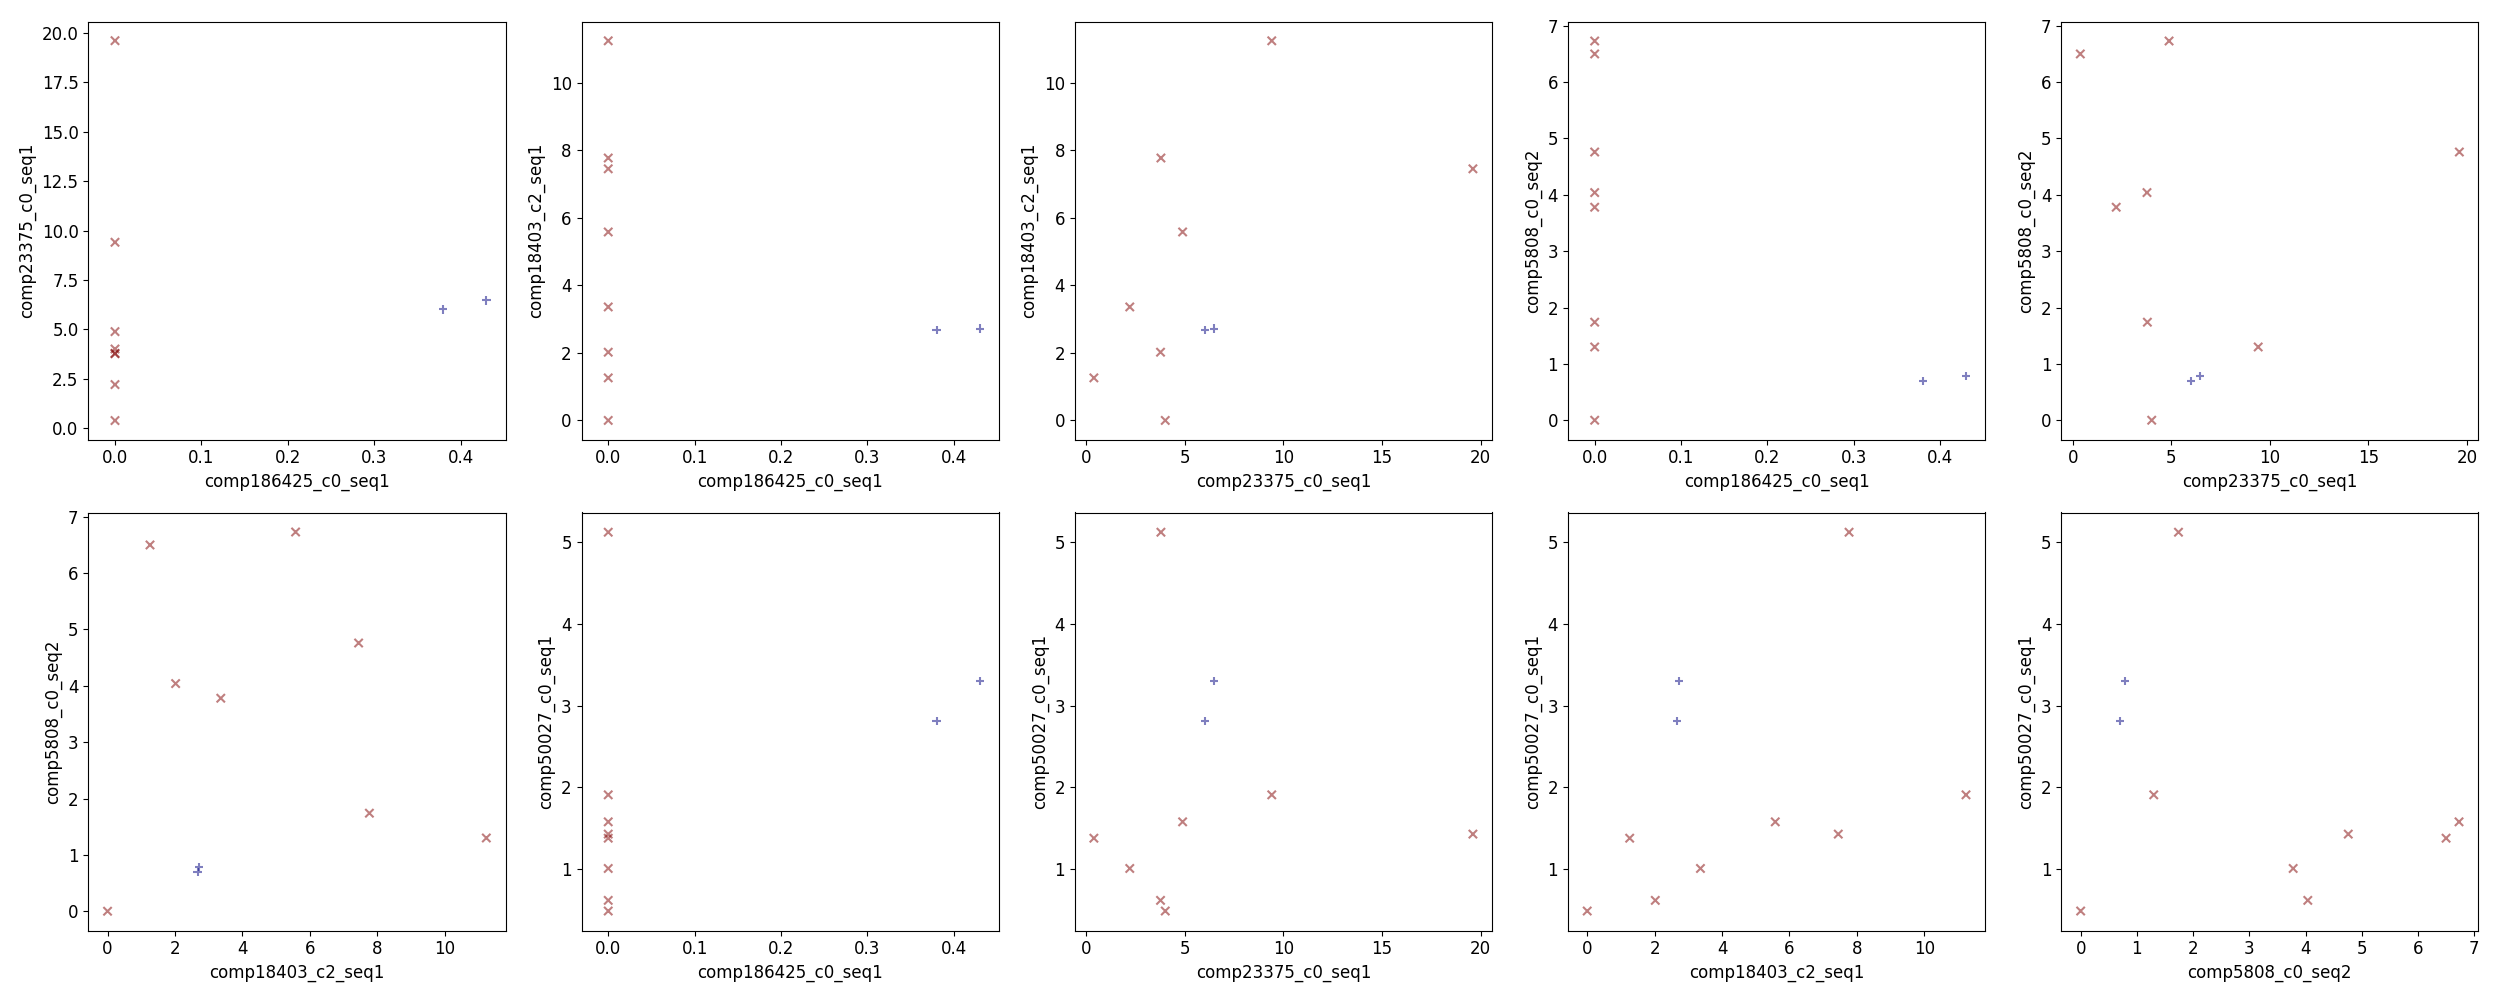 20.0
17.5
15.0
12.5
10.0
7.5
5.0
2.5
0.0
comp23375_c0_seq1
0.0 0.1 0.2 0.3 0.4
comp186425_c0_seq1
10
8
6
4
2
0
comp18403_c2_seq1
0.0 0.1 0.2 0.3 0.4
comp186425_c0_seq1
10
8
6
4
2
0
comp18403_c2_seq1
0 5 10 15 20
comp23375_c0_seq1
7
6
5
4
3
2
1
0
comp5808_c0_seq2
0.0 0.1 0.2 0.3 0.4
comp186425_c0_seq1
7
6
5
4
3
2
1
0
comp5808_c0_seq2
0 5 10 15 20
comp23375_c0_seq1
7
6
5
4
3
2
1
0
comp5808_c0_seq2
0 2 4 6 8 10
comp18403_c2_seq1
5
4
3
2
1
comp50027_c0_seq1
0.0 0.1 0.2 0.3 0.4
comp186425_c0_seq1
5
4
3
2
1
comp50027_c0_seq1
0 5 10 15 20
comp23375_c0_seq1
5
4
3
2
1
comp50027_c0_seq1
0 2 4 6 8 10
comp18403_c2_seq1
5
4
3
2
1
comp50027_c0_seq1
0 1 2 3 4 5 6 7
comp5808_c0_seq2